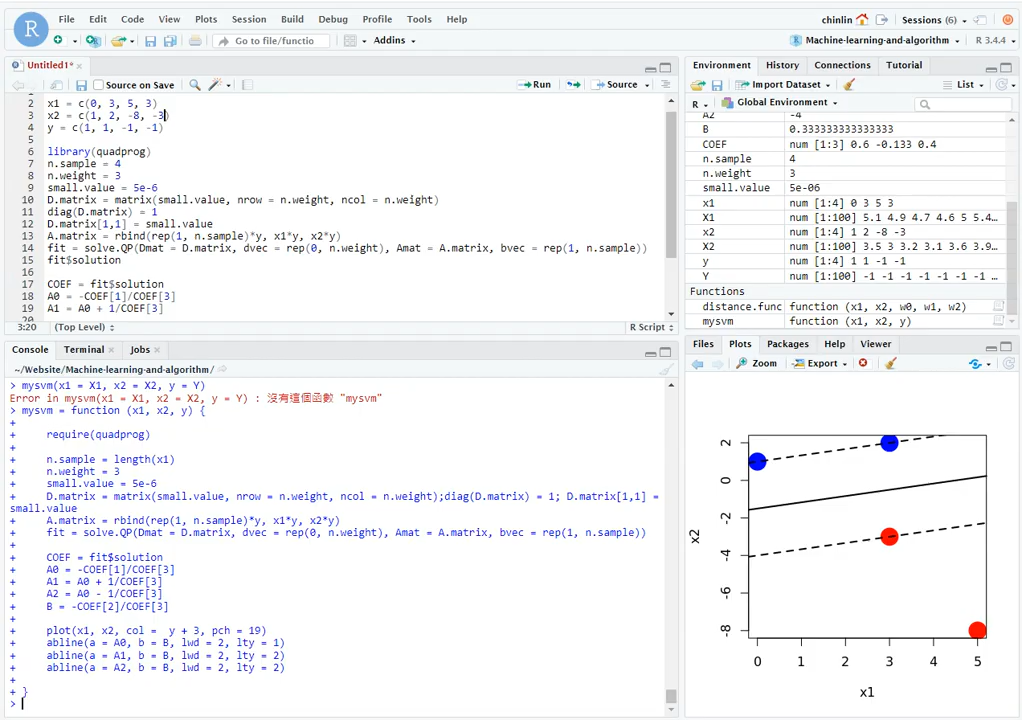 File Edit Code View Plots Session Build Debug Profile Tools Help
chinlin
Sessions (6)
R
Go to file/functio
Addins
Machine-learning-and-algorithm
R 3.4.4
Untitled1*
Source on Save
Run
Source
2 x1 = c(0, 3, 5, 3)
3 x2 = c(1, 2, -8, -3)
4 y = c(1, 1, -1, -1)
5
6 library(quadprog)
7 n.sample = 4
8 n.weight = 3
9 small.value = 5e-6
10 D.matrix = matrix(small.value, nrow = n.weight, ncol = n.weight)
11 diag(D.matrix) = 1
12 D.matrix[1,1] = small.value
13 A.matrix = rbind(rep(1, n.sample)*y, x1*y, x2*y)
14 fit = solve.QP(Dmat = D.matrix, dvec = rep(0, n.weight), Amat = A.matrix, bvec = rep(1, n.sample))
15 fit$solution
16
17 COEF = fit$solution
18 A0 = -COEF[1]/COEF[3]
19 A1 = A0 + 1/COEF[3]
20
3:20 (Top Level) R Script
Console Terminal Jobs
~/Website/Machine-learning-and-algorithm/
> mysvm(x1 = X1, x2 = X2, y = Y)
Error in mysvm(x1 = X1, x2 = X2, y = Y) : 沒有這個函數 "mysvm"
> mysvm = function (x1, x2, y) {
+
+ require(quadprog)
+
+ n.sample = length(x1)
+ n.weight = 3
+ small.value = 5e-6
+ D.matrix = matrix(small.value, nrow = n.weight, ncol = n.weight);diag(D.matrix) = 1; D.matrix[1,1] =
small.value
+ A.matrix = rbind(rep(1, n.sample)*y, x1*y, x2*y)
+ fit = solve.QP(Dmat = D.matrix, dvec = rep(0, n.weight), Amat = A.matrix, bvec = rep(1, n.sample))
+
+ COEF = fit$solution
+ A0 = -COEF[1]/COEF[3]
+ A1 = A0 + 1/COEF[3]
+ A2 = A0 - 1/COEF[3]
+ B = -COEF[2]/COEF[3]
+
+ plot(x1, x2, col = y + 3, pch = 19)
+ abline(a = A0, b = B, lwd = 2, lty = 1)
+ abline(a = A1, b = B, lwd = 2, lty = 2)
+ abline(a = A2, b = B, lwd = 2, lty = 2)
+
+ }
>
Environment History Connections Tutorial
Import Dataset
List
R
Global Environment
A2 -4
B 0.333333333333333
COEF num [1:3] 0.6 -0.133 0.4
n.sample 4
n.weight 3
small.value 5e-06
x1 num [1:4] 0 3 5 3
X1 num [1:100] 5.1 4.9 4.7 4.6 5 5.4…
x2 num [1:4] 1 2 -8 -3
X2 num [1:100] 3.5 3 3.2 3.1 3.6 3.9…
y num [1:4] 1 1 -1 -1
Y num [1:100] -1 -1 -1 -1 -1 -1 -1 …
Functions
distance.func function (x1, x2, w0, w1, w2)
mysvm function (x1, x2, y)
Files Plots Packages Help Viewer
Zoom
Export
2
0
-2
-4
-6
-8
x2
0 1 2 3 4 5
x1